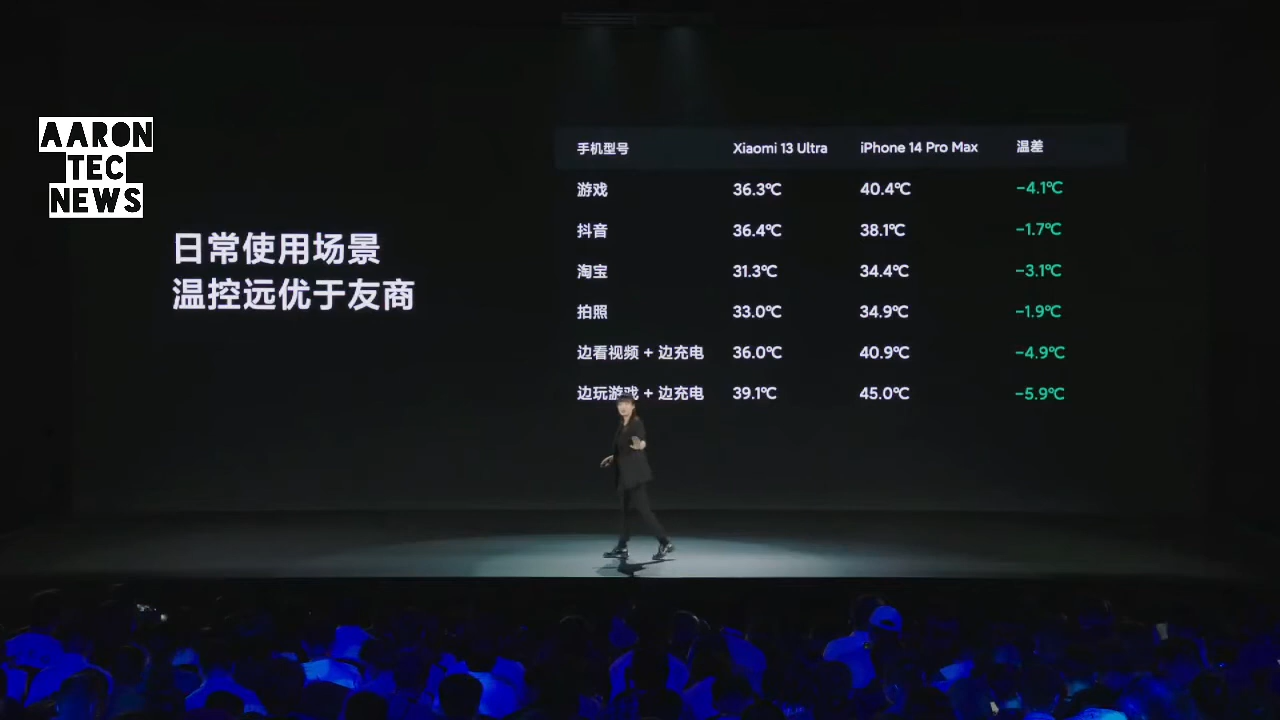 AARON
TEC
NEWS
日常使用场景
温控远优于友商
手机型号 Xiaomi 13 Ultra iPhone 14 Pro Max 温差
游戏 36.3℃ 40.4℃ -4.1℃
抖音 36.4℃ 38.1℃ -1.7℃
淘宝 31.3℃ 34.4℃ -3.1℃
拍照 33.0℃ 34.9℃ -1.9℃
边看视频 + 边充电 36.0℃ 40.9℃ -4.9℃
边玩游戏 + 边充电 39.1℃ 45.0℃ -5.9℃